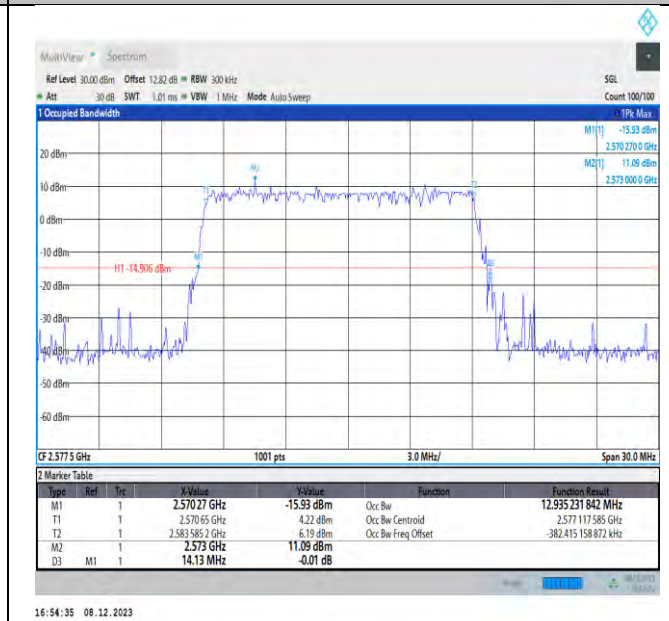 MultiView Spectrum
Ref Level 30.00 dBm Offset 12.82 dB RBW 300 kHz SGL
Att 30 dB SWT 1.01 ms VBW 1 MHz Mode Auto Sweep Count 100/100
1 Occupied Bandwidth 1Pk Max
M1[1] -15.93 dBm
2.570 270 0 GHz
M2[1] 11.09 dBm
2.573 000 0 GHz
20 dBm
M2
10 dBm
T1 T2
0 dBm
-10 dBm
M1
H1 -14.906 dBm
D3
-20 dBm
-30 dBm
-40 dBm
-50 dBm
-60 dBm
CF 2.577 5 GHz 1001 pts 3.0 MHz/ Span 30.0 MHz
2 Marker Table
Type Ref Trc X-Value Y-Value Function Function Result
M1 1 2.570 27 GHz -15.93 dBm Occ Bw 12.935 231 842 MHz
T1 1 2.570 65 GHz 4.22 dBm Occ Bw Centroid 2.577 117 585 GHz
T2 1 2.583 585 2 GHz 6.19 dBm Occ Bw Freq Offset -382.415 158 872 kHz
M2 1 2.573 GHz 11.09 dBm
D3 M1 1 14.13 MHz -0.01 dB
16:54:35 08.12.2023